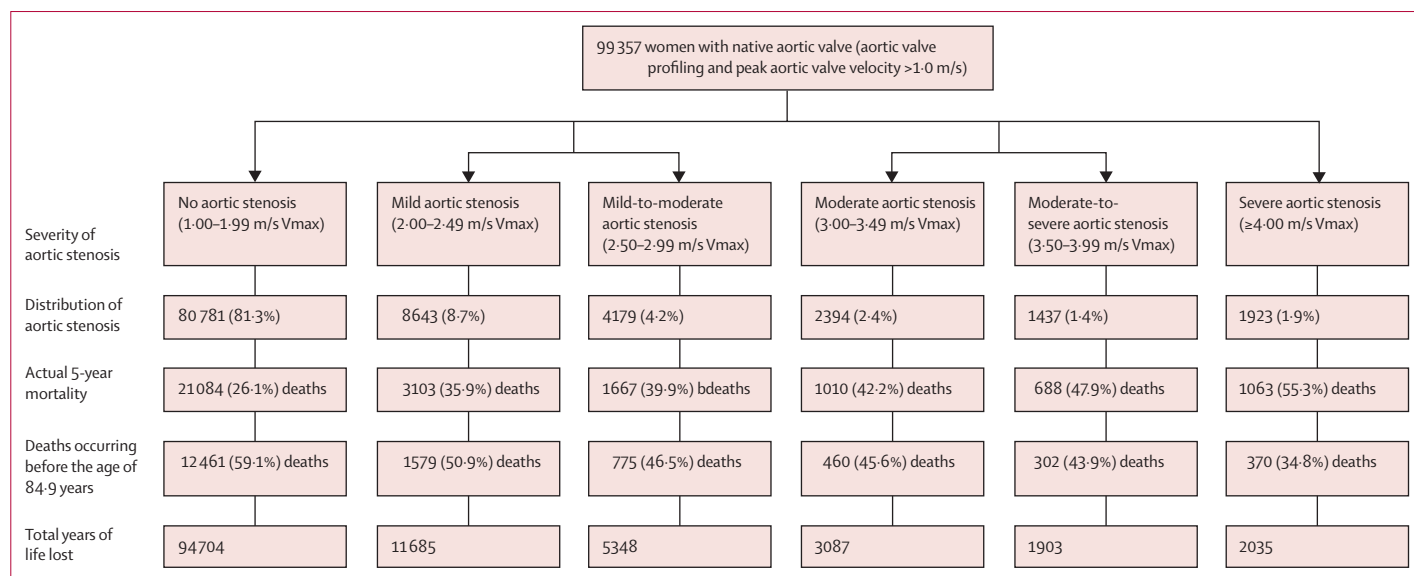 99 357 women with native aortic valve (aortic valve
profiling and peak aortic valve velocity >1·0 m/s)
Severity of
aortic stenosis
No aortic stenosis
(1·00–1·99 m/s Vmax)
Mild aortic stenosis
(2·00–2·49 m/s Vmax)
Mild-to-moderate
aortic stenosis
(2·50–2·99 m/s Vmax)
Moderate aortic stenosis
(3·00–3·49 m/s Vmax)
Moderate-to-
severe aortic stenosis
(3·50–3·99 m/s Vmax)
Severe aortic stenosis
(≥4·00 m/s Vmax)
Distribution of
aortic stenosis
80 781 (81·3%)
8643 (8·7%)
4179 (4·2%)
2394 (2·4%)
1437 (1·4%)
1923 (1·9%)
Actual 5-year
mortality
21 084 (26·1%) deaths
3103 (35·9%) deaths
1667 (39·9%) bdeaths
1010 (42·2%) deaths
688 (47·9%) deaths
1063 (55·3%) deaths
Deaths occurring
before the age of
84·9 years
12 461 (59·1%) deaths
1579 (50·9%) deaths
775 (46·5%) deaths
460 (45·6%) deaths
302 (43·9%) deaths
370 (34·8%) deaths
Total years of
life lost
94704
11685
5348
3087
1903
2035